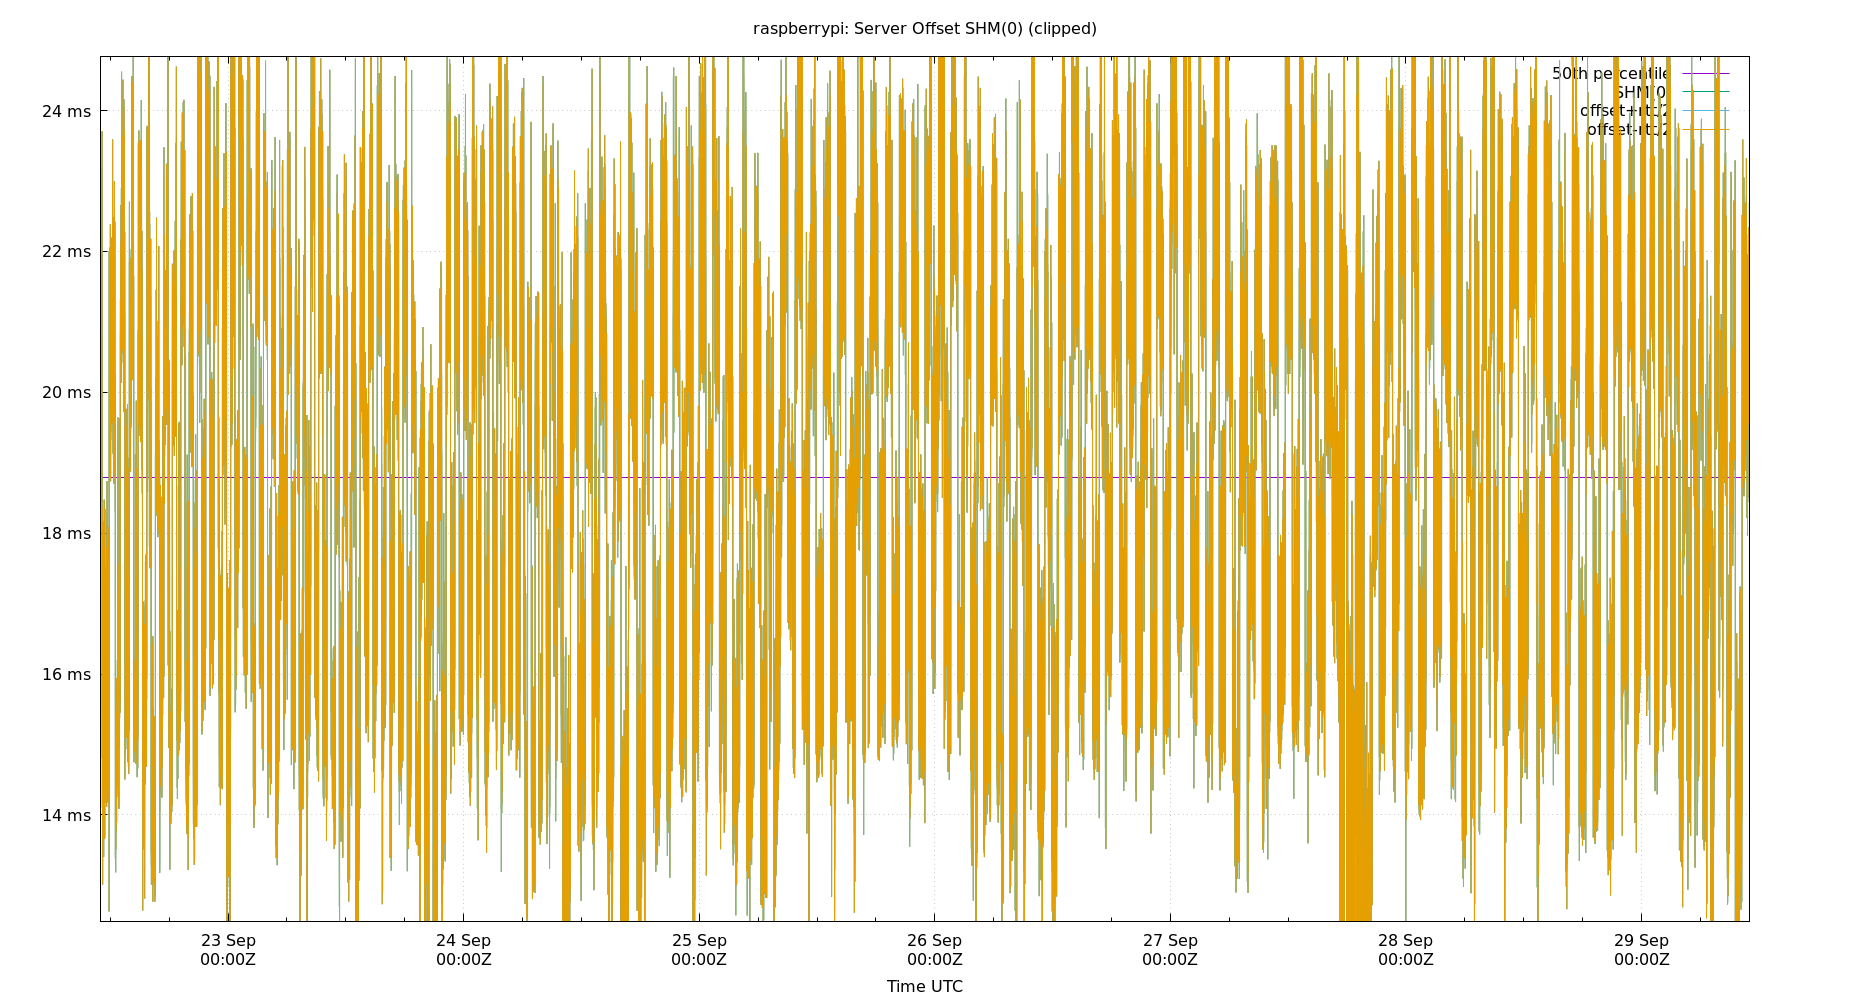 raspberrypi: Server Offset SHM(0) (clipped)
50th percentile
SHM(0)
offset+rtt/2
offset-rtt/2
24 ms
22 ms
20 ms
18 ms
16 ms
14 ms
23 Sep 24 Sep 25 Sep 26 Sep 27 Sep 28 Sep 29 Sep
00:00Z 00:00Z 00:00Z 00:00Z 00:00Z 00:00Z 00:00Z
Time UTC